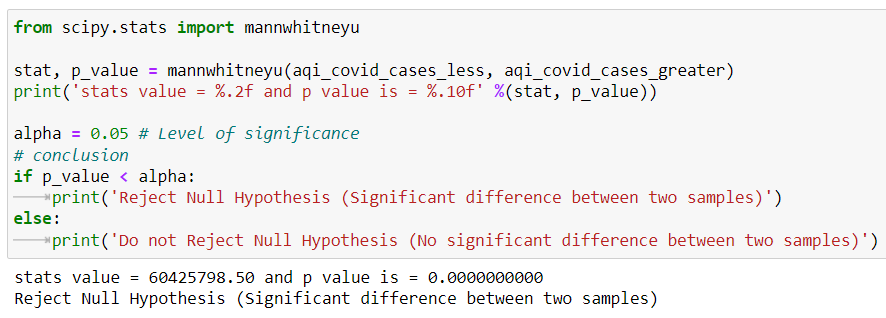 from scipy.stats import mannwhitneyu
stat, p_value = mannwhitneyu(aqi_covid_cases_less, aqi_covid_cases_greater)
print('stats value = %.2f and p value is = %.10f' %(stat, p_value))
alpha = 0.05 # Level of significance
# conclusion
if p_value < alpha:
print('Reject Null Hypothesis (Significant difference between two samples)')
else:
print('Do not Reject Null Hypothesis (No significant difference between two samples)')
stats value = 60425798.50 and p value is = 0.0000000000
Reject Null Hypothesis (Significant difference between two samples)